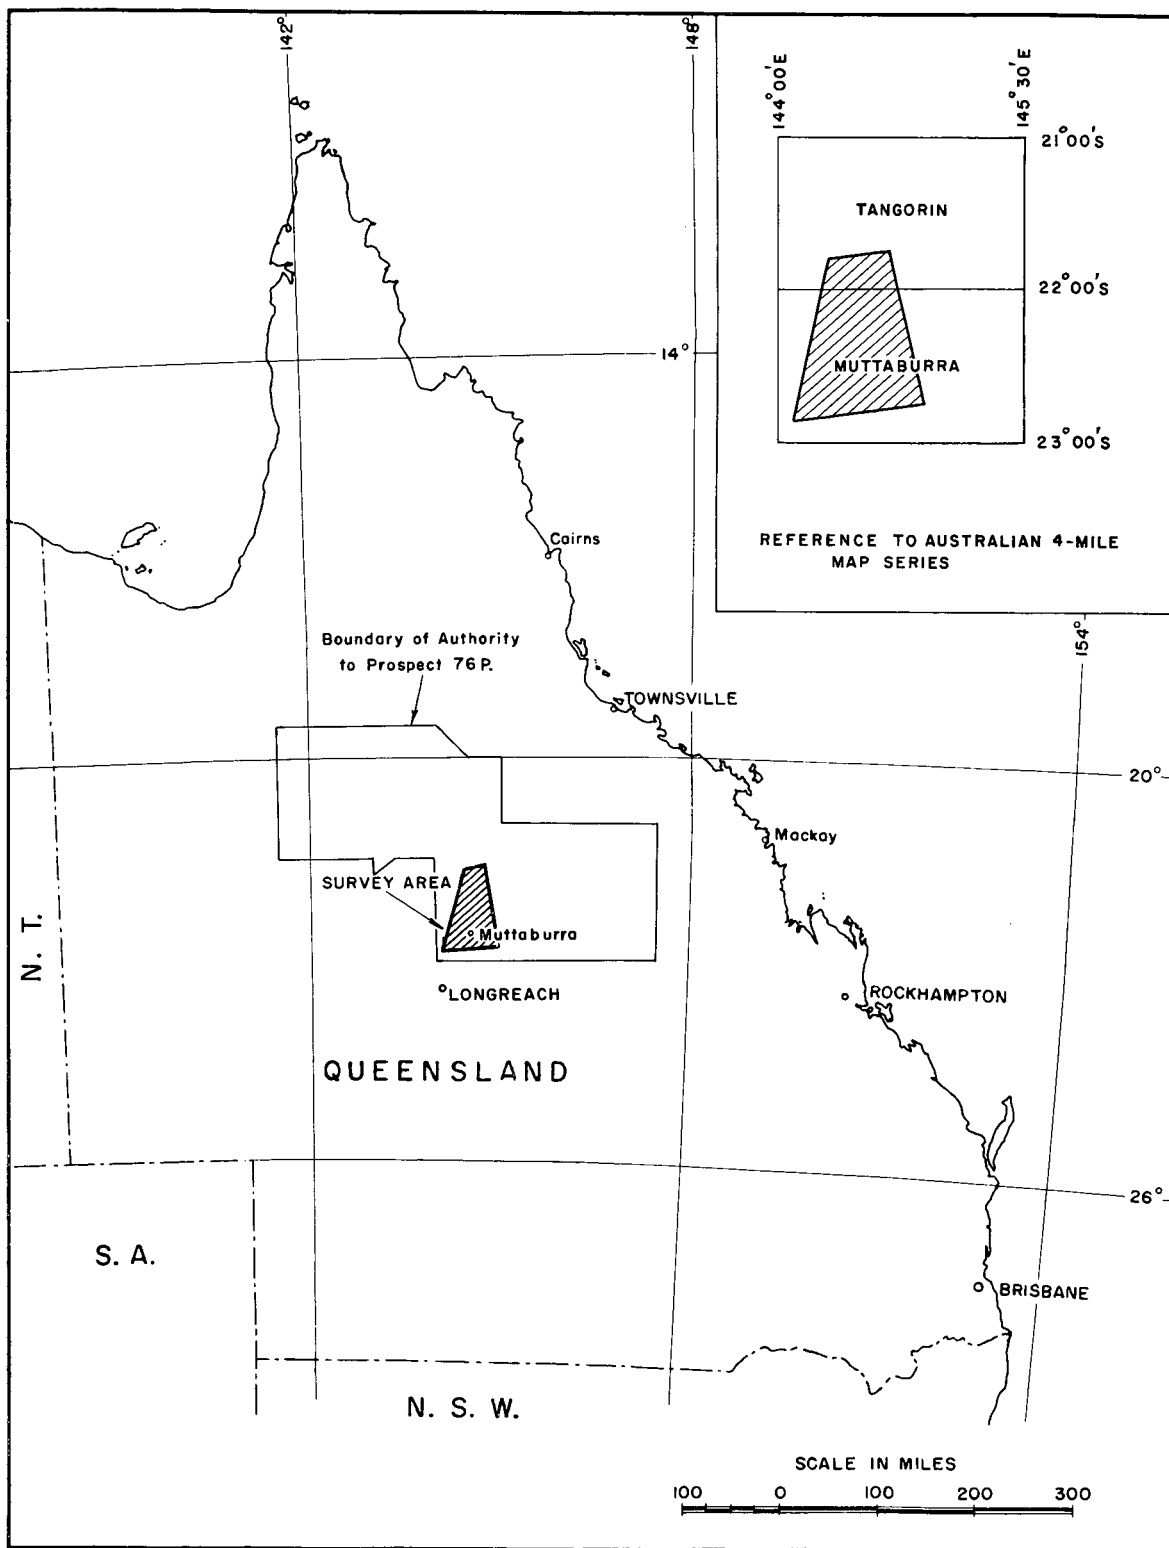 142°
148°
144° 00' E
145° 30' E
21° 00' S
TANGORIN
22° 00' S
MUTTABURRA
23° 00' S
REFERENCE TO AUSTRALIAN 4-MILE
MAP SERIES
14°
Cairns
154°
Boundary of Authority
to Prospect 76P.
TOWNSVILLE
20°
Mackay
SURVEY AREA
Muttaburra
N. T.
LONGREACH
ROCKHAMPTON
QUEENSLAND
26°
S. A.
BRISBANE
N. S. W.
SCALE IN MILES
100 0 100 200 300